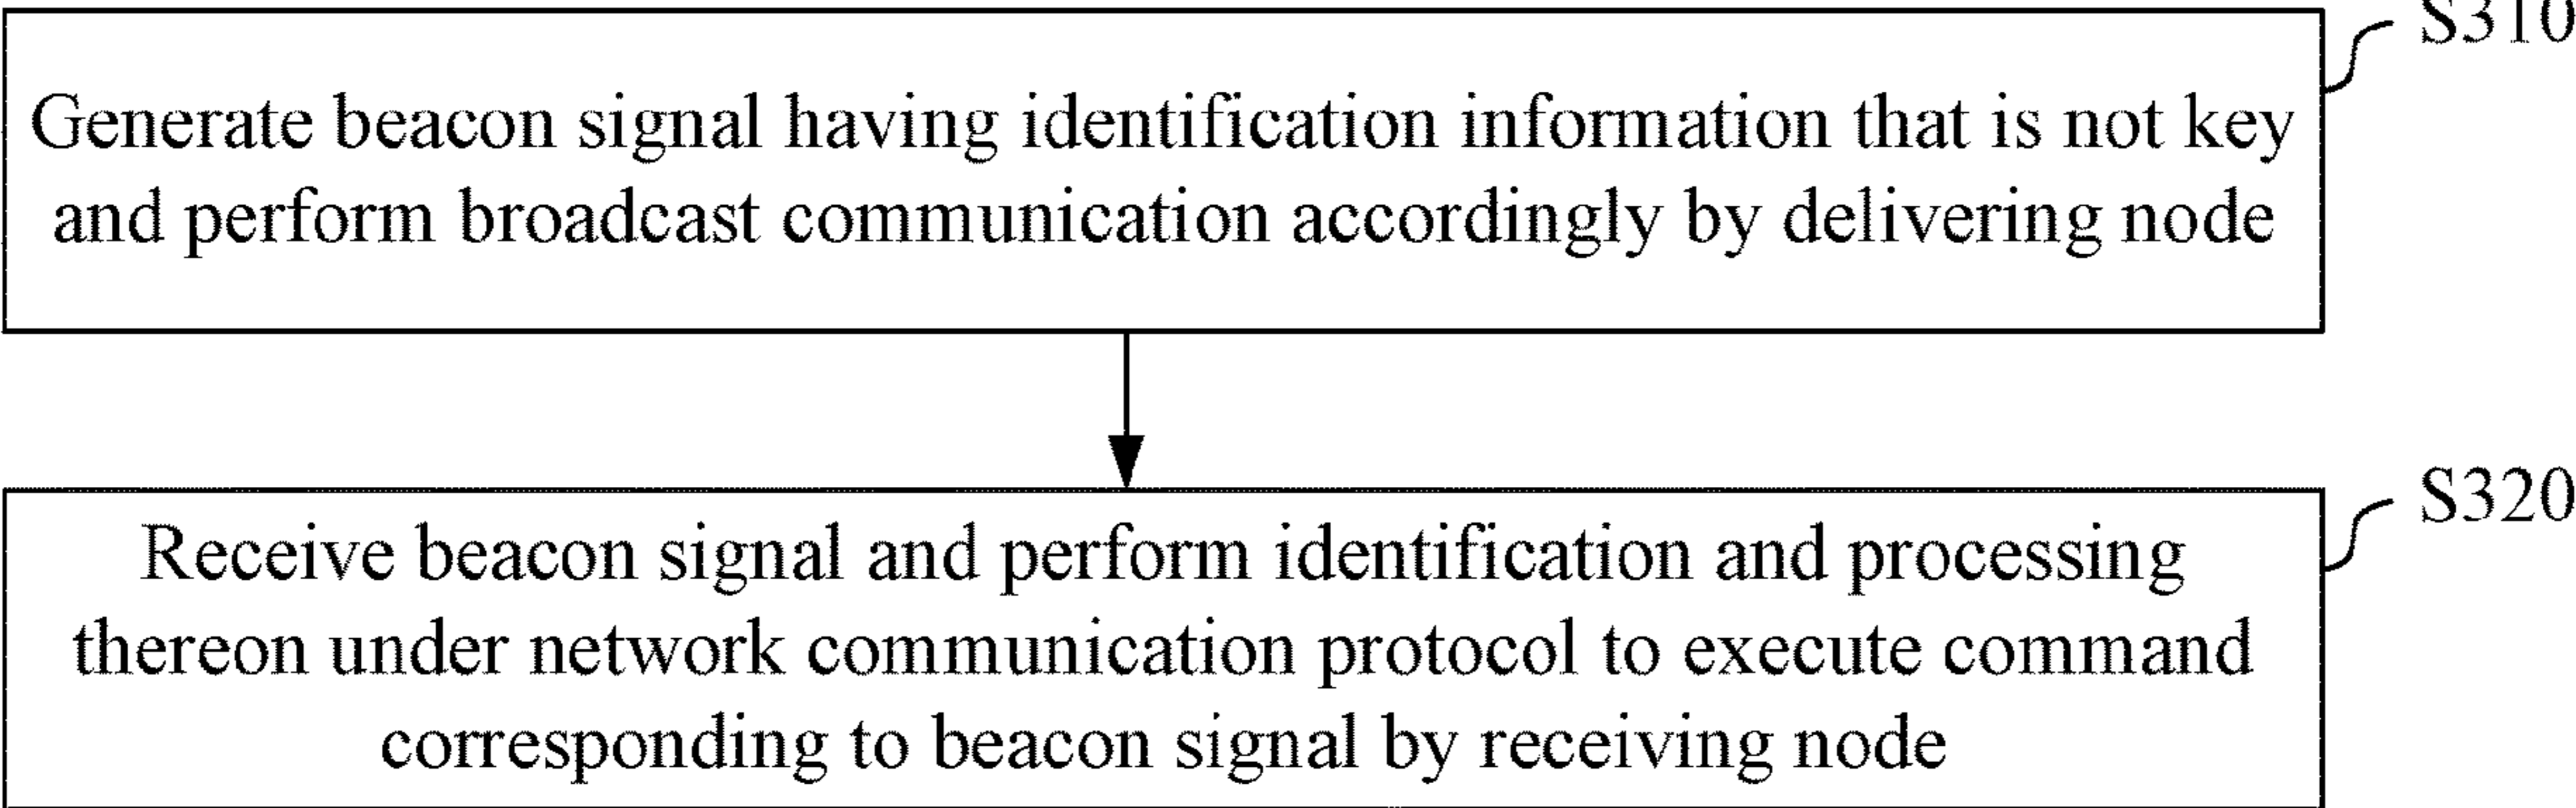 S310
Generate beacon signal having identification information that is not key
and perform broadcast communication accordingly by delivering node
S320
Receive beacon signal and perform identification and processing
thereon under network communication protocol to execute command
corresponding to beacon signal by receiving node